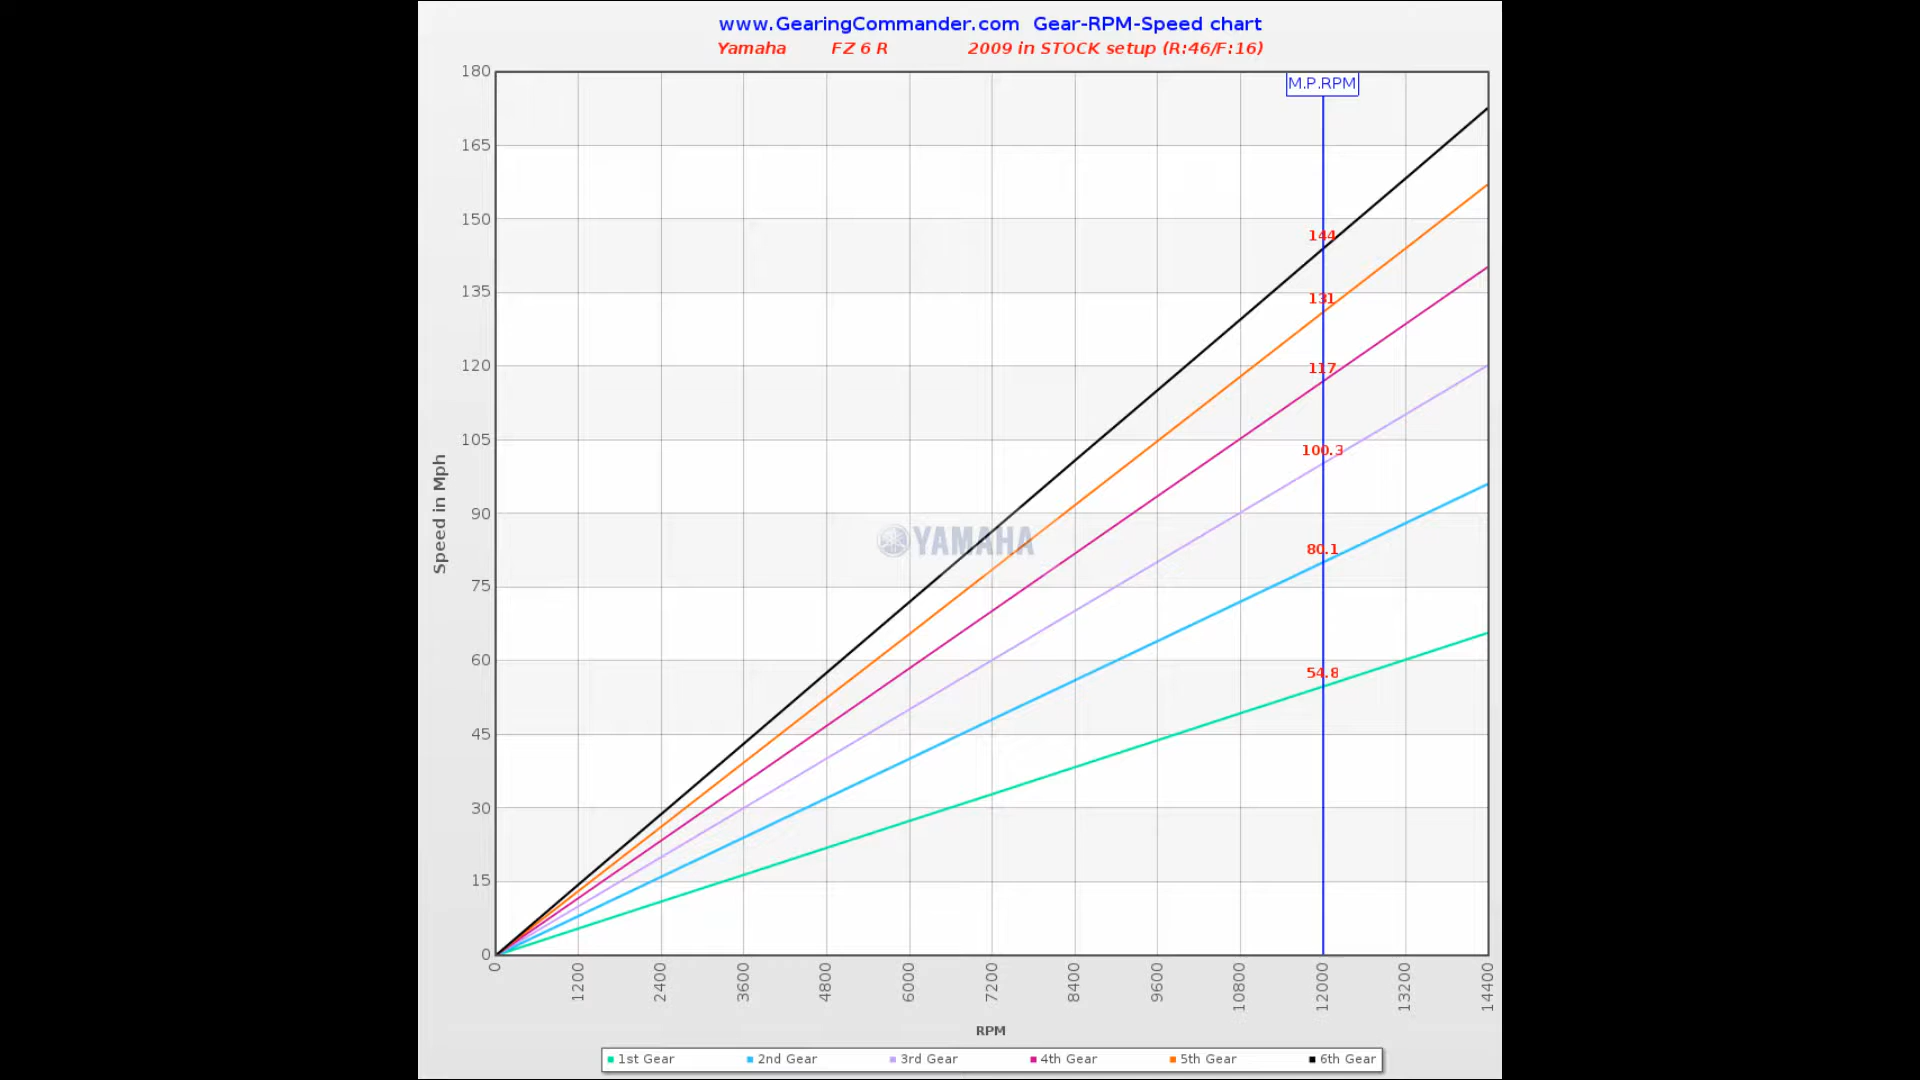 www.GearingCommander.com Gear-RPM-Speed chart
Yamaha FZ 6 R 2009 in STOCK setup (R:46/F:16)
M.P.RPM
180
165
150
135
120
105
90
75
60
45
30
15
0
144
131
117
100.3
80.1
54.8
Speed in Mph
YAMAHA
0 1200 2400 3600 4800 6000 7200 8400 9600 10800 12000 13200 14400
RPM
1st Gear 2nd Gear 3rd Gear 4th Gear 5th Gear 6th Gear